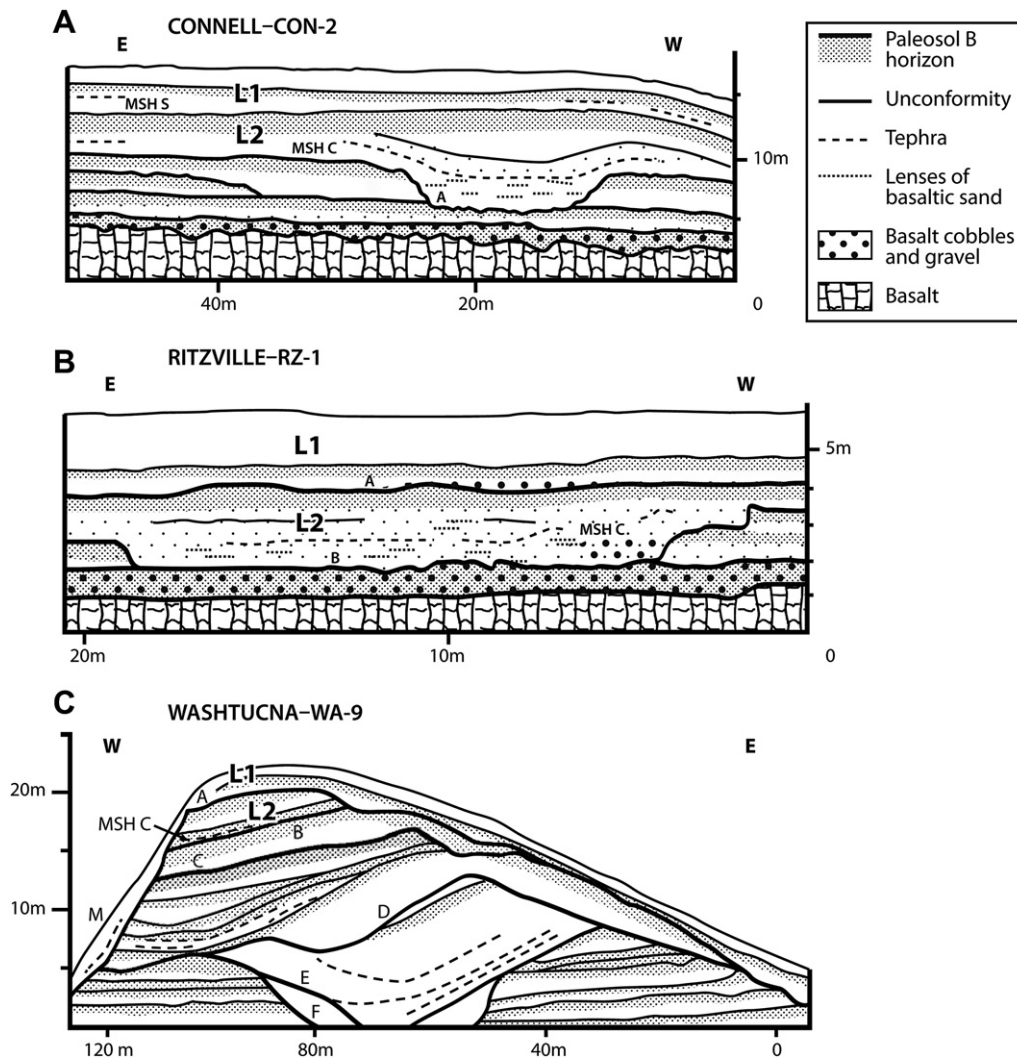 A CONNELL–CON-2
E W
L1
MSH S
L2
MSH C
10m
A
40m 20m 0
Paleosol B
horizon
Unconformity
Tephra
Lenses of
basaltic sand
Basalt cobbles
and gravel
Basalt
B RITZVILLE–RZ-1
E W
L1
5m
A
L2
MSH C
B
20m 10m 0
C WASHTUCNA–WA-9
W E
20m
L1
A
L2
MSH C
B
C
10m
M
D
E
F
120 m 80m 40m 0